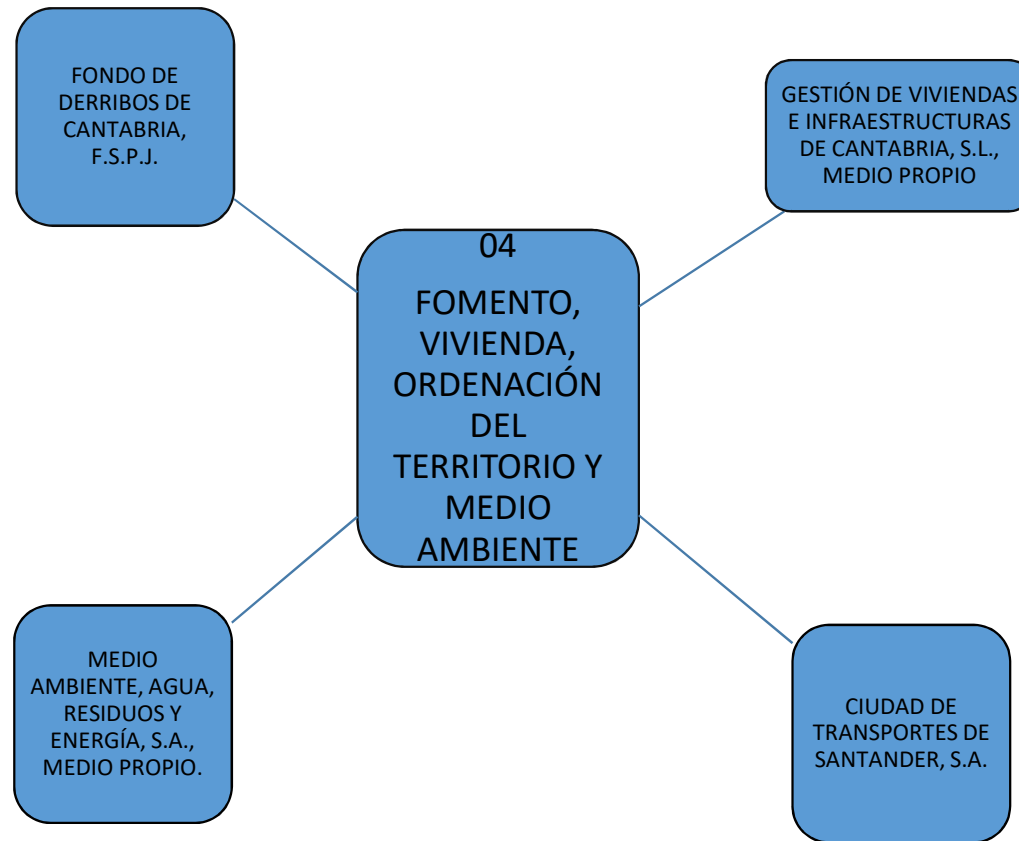 FONDO DE
DERRIBOS DE
CANTABRIA,
F.S.P.J.
GESTIÓN DE VIVIENDAS
E INFRAESTRUCTURAS
DE CANTABRIA, S.L.,
MEDIO PROPIO
04
FOMENTO,
VIVIENDA,
ORDENACIÓN
DEL
TERRITORIO Y
MEDIO
AMBIENTE
MEDIO
AMBIENTE, AGUA,
RESIDUOS Y
ENERGÍA, S.A.,
MEDIO PROPIO.
CIUDAD DE
TRANSPORTES DE
SANTANDER, S.A.